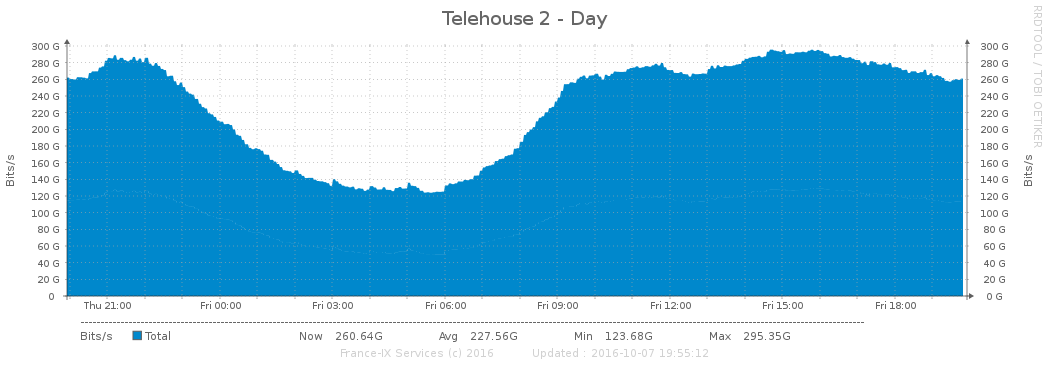 Telehouse 2 - Day
RRDTOOL / TOBI OETIKER
Bits/s
Bits/s
300 G 300 G
280 G 280 G
260 G 260 G
240 G 240 G
220 G 220 G
200 G 200 G
180 G 180 G
160 G 160 G
140 G 140 G
120 G 120 G
100 G 100 G
80 G 80 G
60 G 60 G
40 G 40 G
20 G 20 G
0 0 G
Thu 21:00 Fri 00:00 Fri 03:00 Fri 06:00 Fri 09:00 Fri 12:00 Fri 15:00 Fri 18:00
Bits/s Total Now 260.64G Avg 227.56G Min 123.68G Max 295.35G
France-IX Services (c) 2016 Updated : 2016-10-07 19:55:12